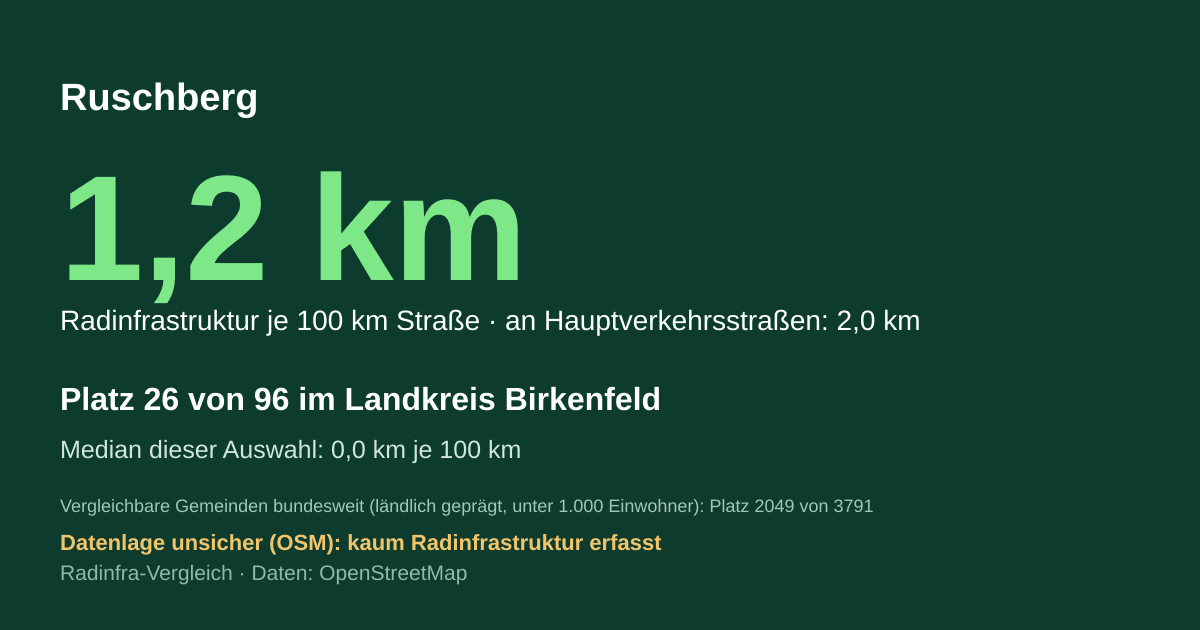 Ruschberg
1,2 km
Radinfrastruktur je 100 km Straße · an Hauptverkehrsstraßen: 2,0 km
Platz 26 von 96 im Landkreis Birkenfeld
Median dieser Auswahl: 0,0 km je 100 km
Vergleichbare Gemeinden bundesweit (ländlich geprägt, unter 1.000 Einwohner): Platz 2049 von 3791
Datenlage unsicher (OSM): kaum Radinfrastruktur erfasst
Radinfra-Vergleich · Daten: OpenStreetMap